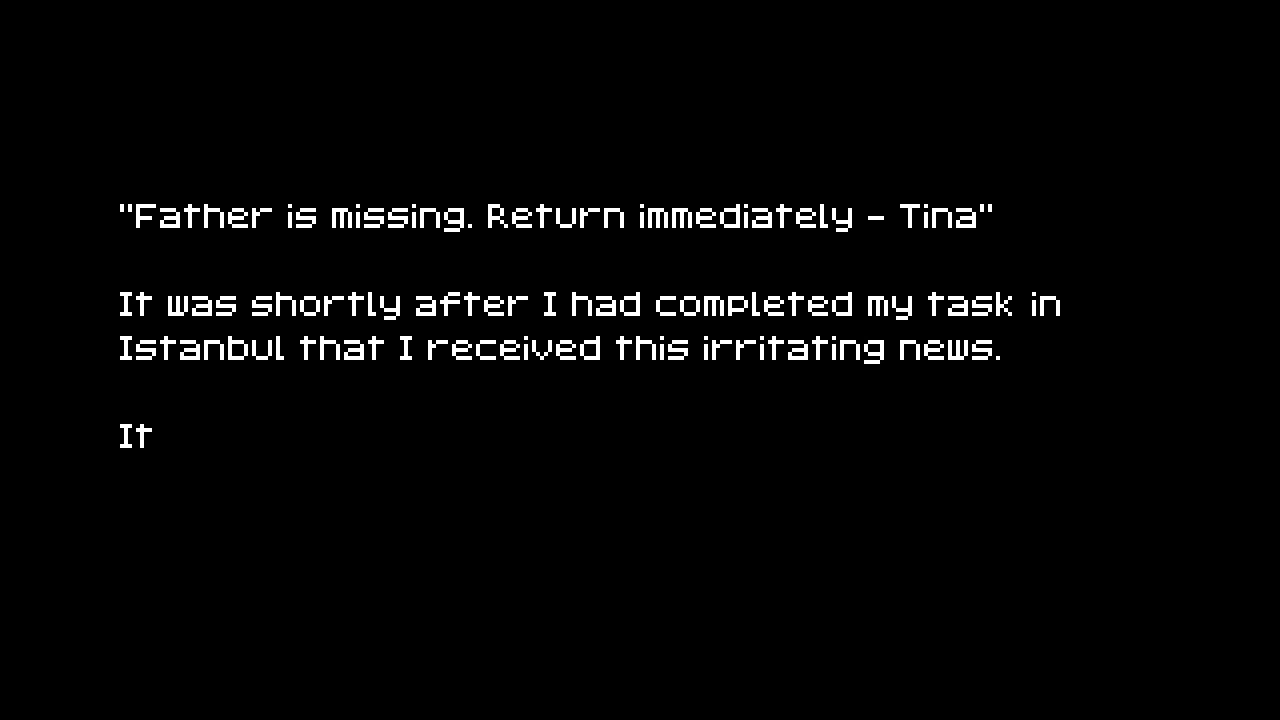 "Father is missing. Return immediately - Tina"
It was shortly after I had completed my task in
Istanbul that I received this irritating news.
It